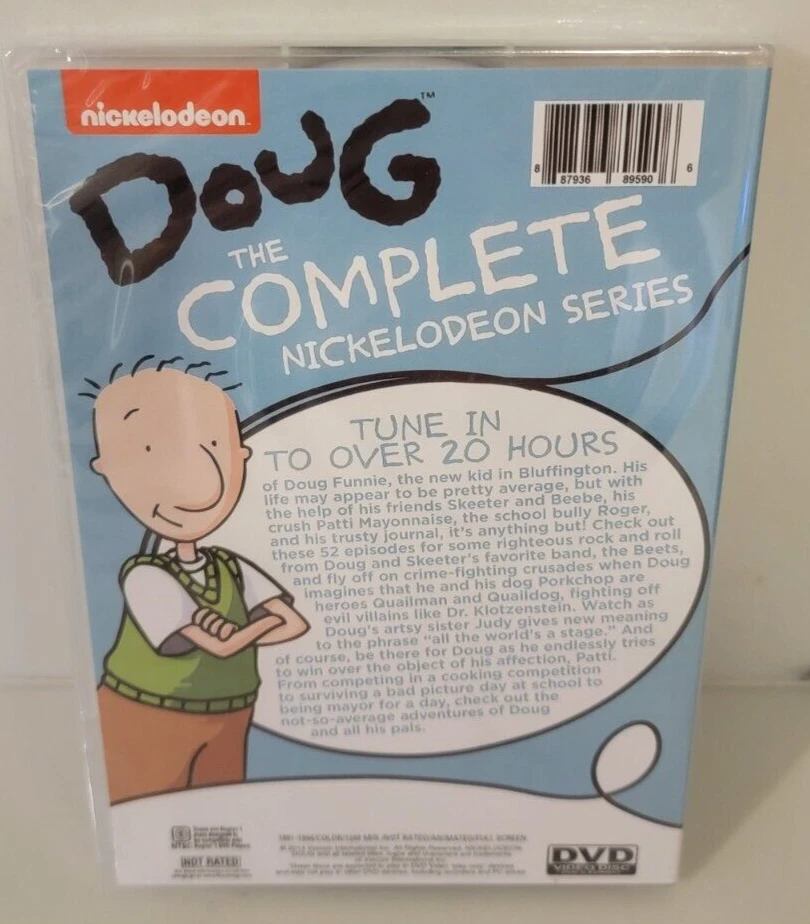 nickelodeon
DOUG™
THE
COMPLETE
NICKELODEON SERIES
8 87936 89590 6
TUNE IN
TO OVER 20 HOURS
of Doug Funnie, the new kid in Bluffington. His
life may appear to be pretty average, but with
the help of his friends Skeeter and Beebe, his
crush Patti Mayonnaise, the school bully Roger,
and his trusty journal, it's anything but! Check out
these 52 episodes for some righteous rock and roll
from Doug and Skeeter's favorite band, the Beets,
and fly off on crime-fighting crusades when Doug
imagines that he and his dog Porkchop are
heroes Quailman and Quaildog, fighting off
evil villains like Dr. Klotzenstein. Watch as
Doug's artsy sister Judy gives new meaning
to the phrase “all the world's a stage.” And
of course, be there for Doug as he endlessly tries
to win over the object of his affection, Patti.
From competing in a cooking competition
to surviving a bad picture day at school to
being mayor for a day, check out the
not-so-average adventures of Doug
and all his pals.
NOT RATED
DVD
VIDEO DISC